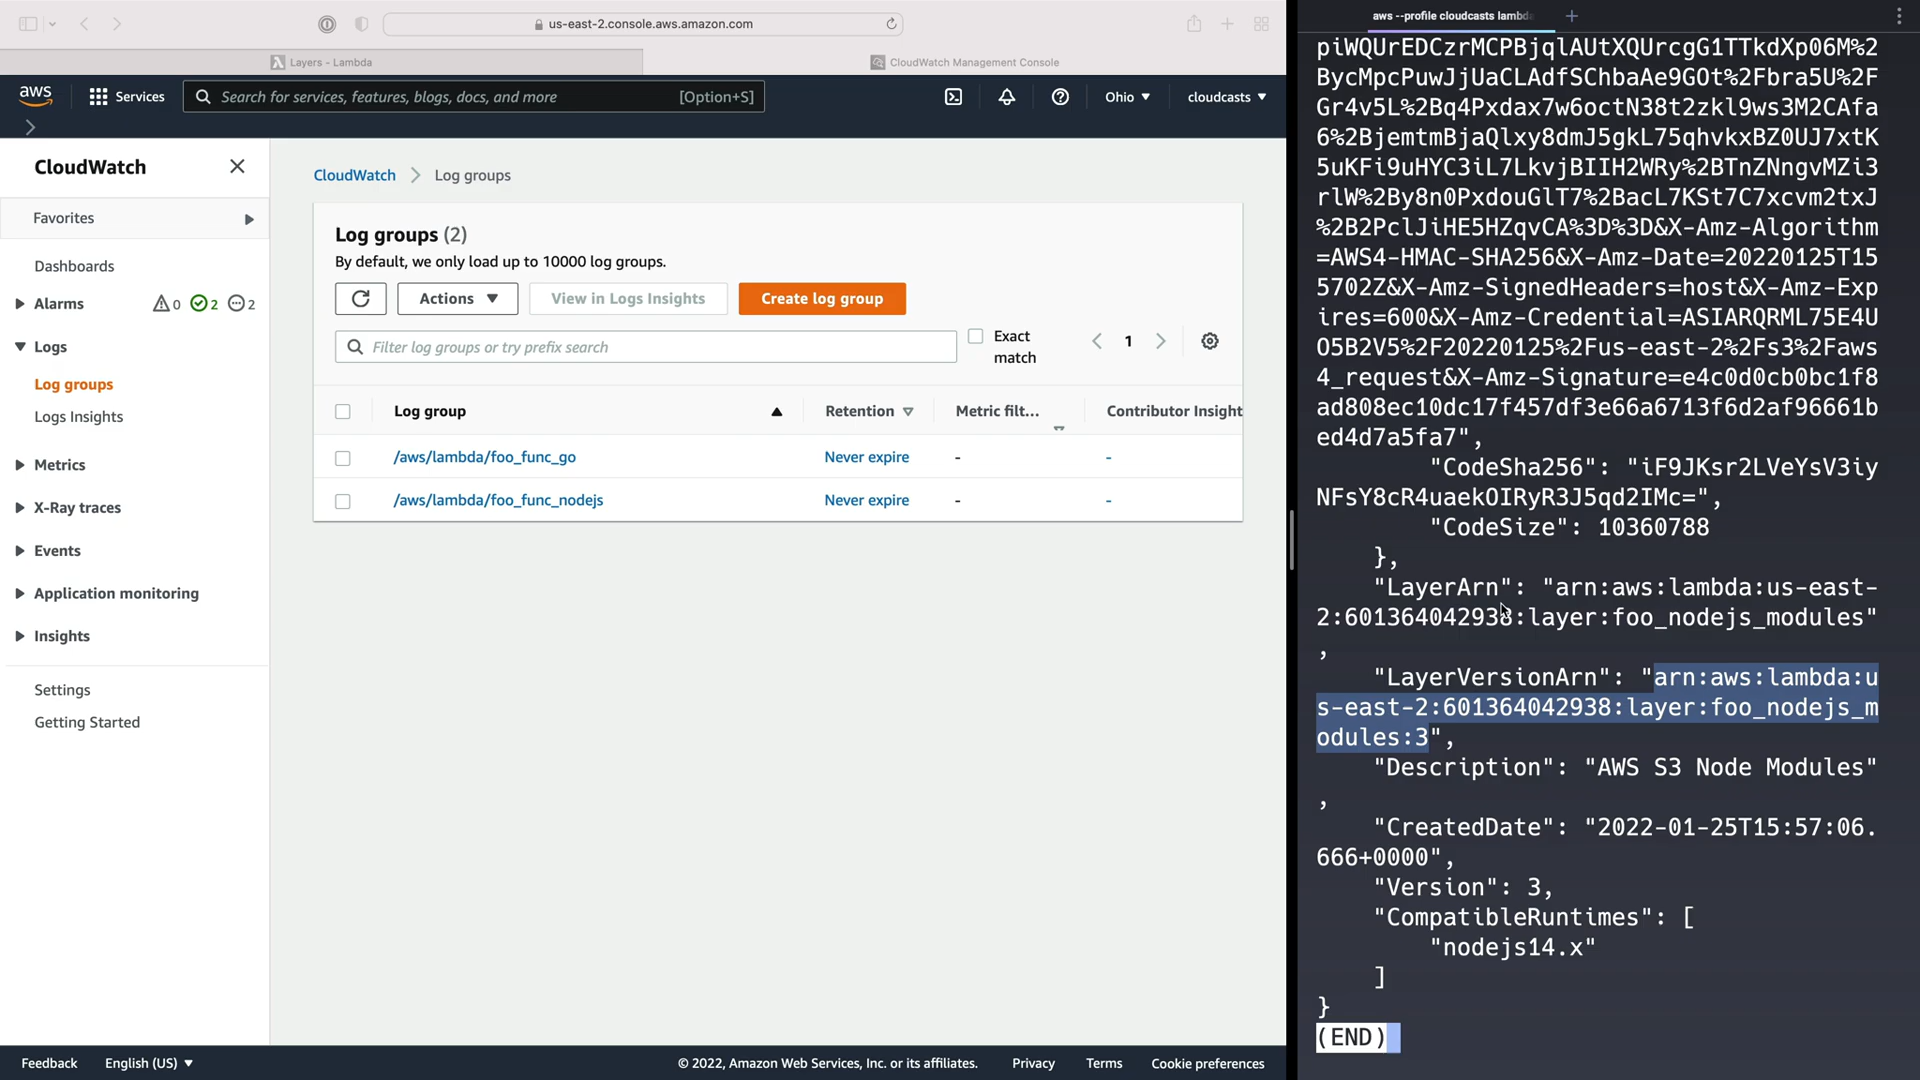 us-east-2.console.aws.amazon.com
Layers - Lambda
CloudWatch Management Console
aws
Services
Search for services, features, blogs, docs, and more
[Option+S]
Ohio
cloudcasts
CloudWatch
Favorites
Dashboards
Alarms
0
2
2
Logs
Log groups
Logs Insights
Metrics
X-Ray traces
Events
Application monitoring
Insights
Settings
Getting Started
CloudWatch
Log groups
Log groups (2)
By default, we only load up to 10000 log groups.
Actions
View in Logs Insights
Create log group
Filter log groups or try prefix search
Exact
match
1
Log group
Retention
Metric filt...
Contributor Insight
/aws/lambda/foo_func_go
Never expire
-
-
/aws/lambda/foo_func_nodejs
Never expire
-
-
Feedback
English (US)
© 2022, Amazon Web Services, Inc. or its affiliates.
Privacy
Terms
Cookie preferences
aws --profile cloudcasts lambd
piWQUrEDCzrMCPBjqlAUtXQUrcgG1TTkdXp06M%2
BycMpcPuwJjUaCLAdfSChbaAe9GOt%2Fbra5U%2F
Gr4v5L%2Bq4Pxdax7w6octN38t2zkl9ws3M2CAfa
6%2BjemtmBjaQlxy8dmJ5gkL75qhvkxBZ0UJ7xtK
5uKFi9uHYC3iL7LkvjBIIH2WRy%2BTnZNngvMZi3
rlW%2By8n0PxdouGlT7%2BacL7KSt7C7xcvm2txJ
%2B2PclJiHE5HZqvCA%3D%3D&X-Amz-Algorithm
=AWS4-HMAC-SHA256&X-Amz-Date=20220125T15
5702Z&X-Amz-SignedHeaders=host&X-Amz-Exp
ires=600&X-Amz-Credential=ASIARQRML75E4U
O5B2V5%2F20220125%2Fus-east-2%2Fs3%2Faws
4_request&X-Amz-Signature=e4c0d0cb0bc1f8
ad808ec10dc17f457df3e66a6713f6d2af96661b
ed4d7a5fa7",
"CodeSha256": "iF9JKsr2LVeYsV3iy
NFsY8cR4uaekOIRyR3J5qd2IMc=",
"CodeSize": 10360788
},
"LayerArn": "arn:aws:lambda:us-east-
2:601364042938:layer:foo_nodejs_modules"
,
"LayerVersionArn": "arn:aws:lambda:u
s-east-2:601364042938:layer:foo_nodejs_m
odules:3",
"Description": "AWS S3 Node Modules"
,
"CreatedDate": "2022-01-25T15:57:06.
666+0000",
"Version": 3,
"CompatibleRuntimes": [
"nodejs14.x"
]
}
(END)